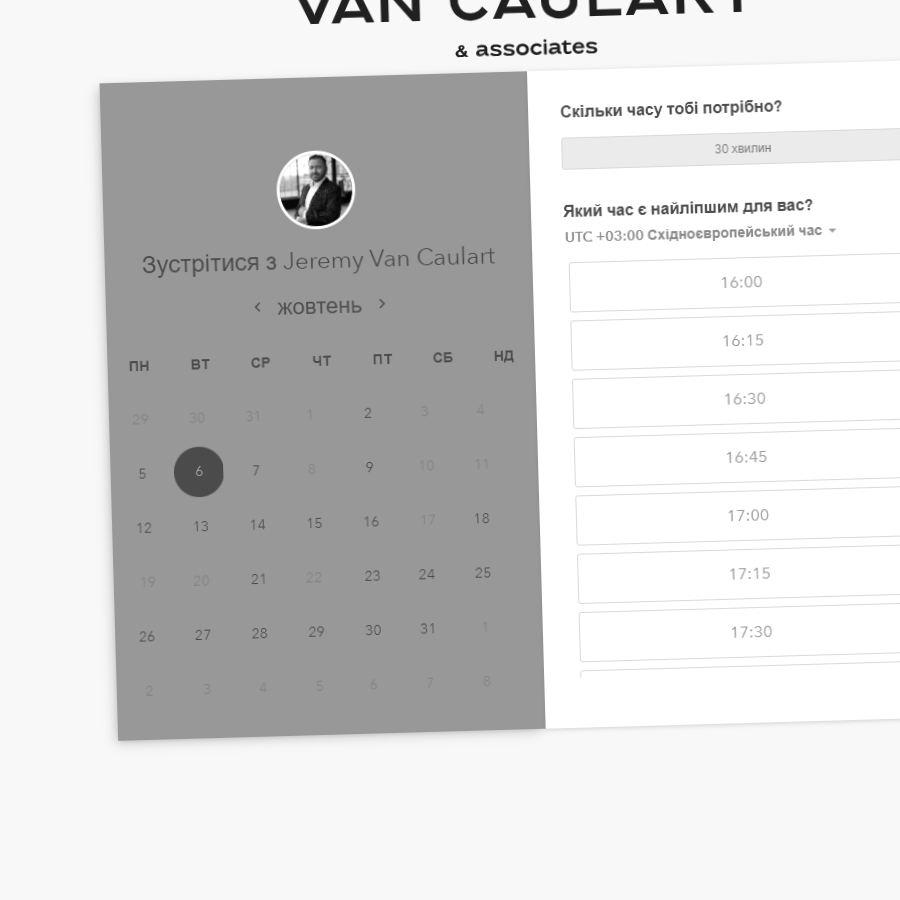 VAN CAULART
& associates
Зустрітися з Jeremy Van Caulart
жовтень
ПН ВТ СР ЧТ ПТ СБ НД
29 30 31 1 2 3 4
5 6 7 8 9 10 11
12 13 14 15 16 17 18
19 20 21 22 23 24 25
26 27 28 29 30 31 1
2 3 4 5 6 7 8
Скільки часу тобі потрібно?
30 хвилин
Який час є найліпшим для вас?
UTC +03:00 Східноєвропейський час
16:00
16:15
16:30
16:45
17:00
17:15
17:30